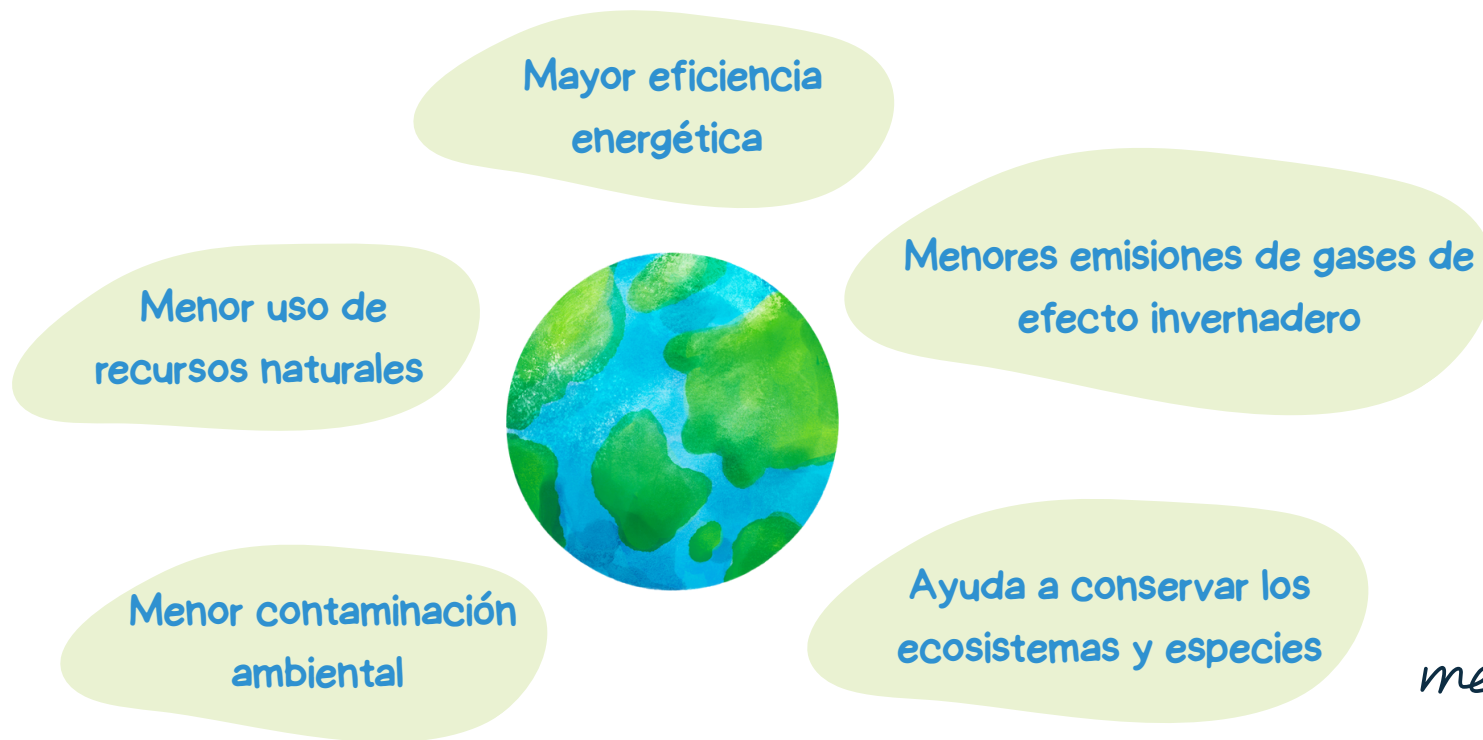 Mayor eficiencia
energética
Menores emisiones de gases de
efecto invernadero
Menor uso de
recursos naturales
Ayuda a conservar los
ecosistemas y especies
Menor contaminación
ambiental